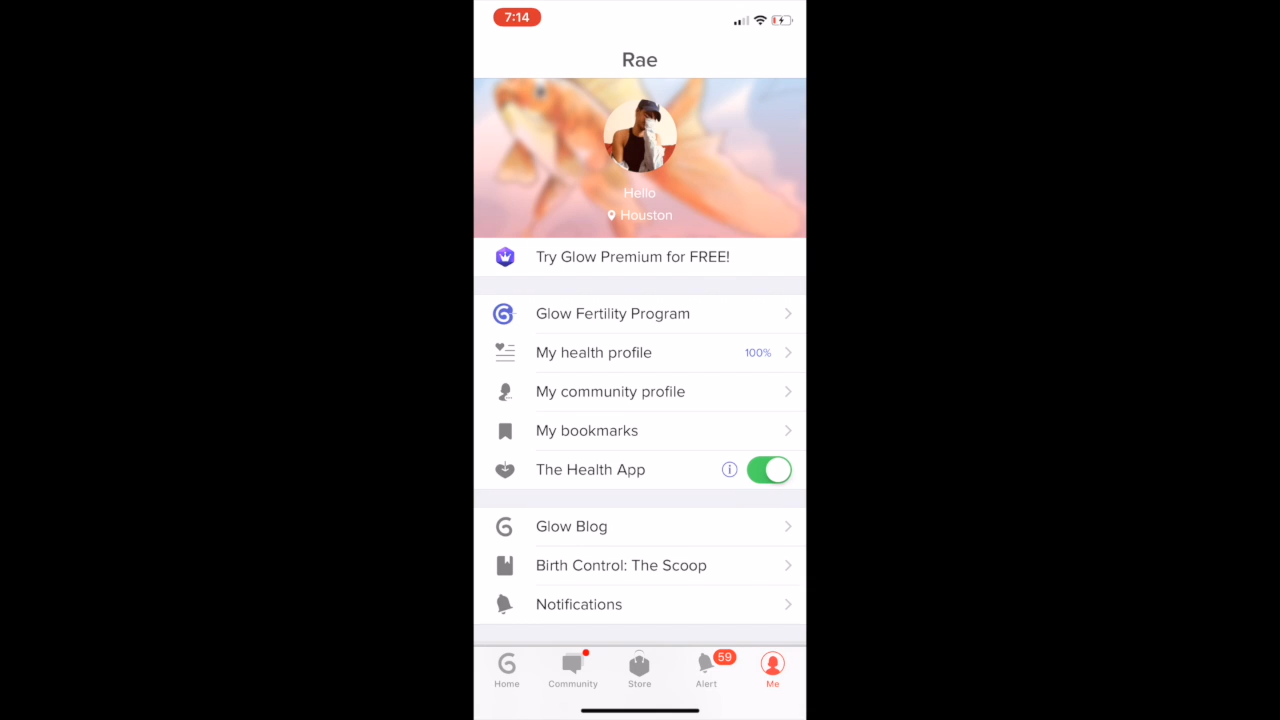 7:14
Rae
Hello
Houston
Try Glow Premium for FREE!
Glow Fertility Program
My health profile 100%
My community profile
My bookmarks
The Health App
Glow Blog
Birth Control: The Scoop
Notifications
59
Home Community Store Alert Me